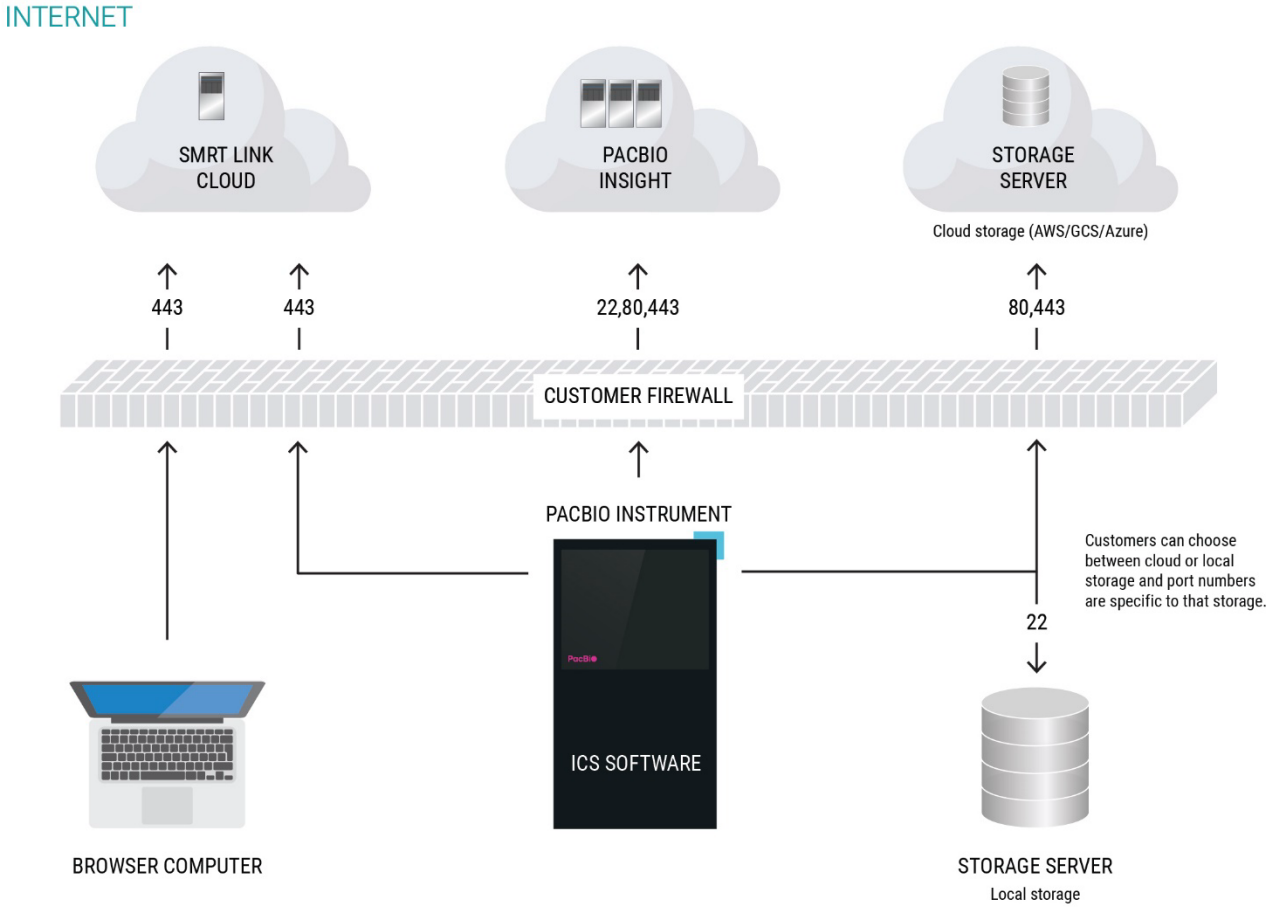 INTERNET
SMRT LINK
CLOUD
PACBIO
INSIGHT
STORAGE
SERVER
Cloud storage (AWS/GCS/Azure)
443
443
22,80,443
80,443
CUSTOMER FIREWALL
PACBIO INSTRUMENT
Customers can choose
between cloud or local
storage and port numbers
are specific to that storage.
22
PacBio
ICS SOFTWARE
BROWSER COMPUTER
STORAGE SERVER
Local storage